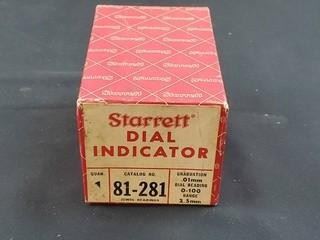 Starrett
DIAL
INDICATOR
QUAN. CATALOG NO. GRADUATION
1 81-281 .01mm
DIAL READING
0-100
JEWEL BEARINGS RANGE
2.5mm